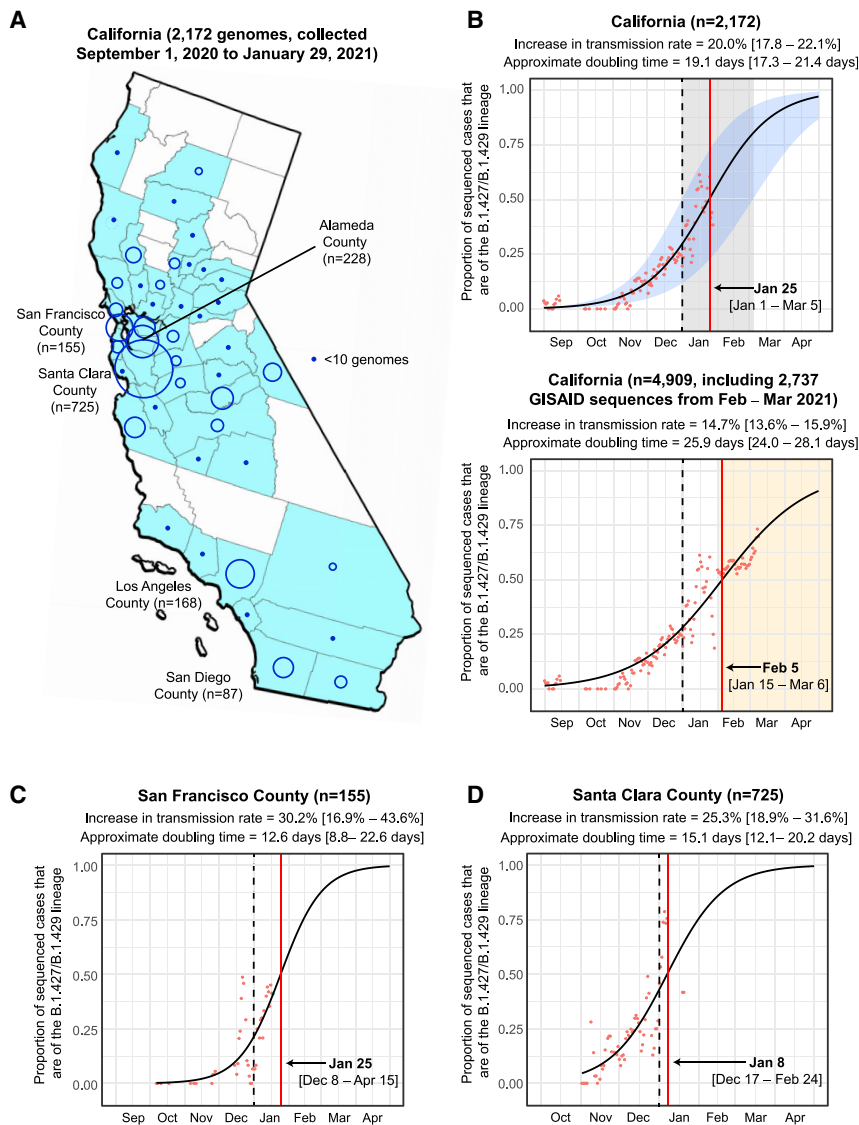 A
California (2,172 genomes, collected
September 1, 2020 to January 29, 2021)
Alameda
County
(n=228)
San Francisco
County
(n=155)
Santa Clara
County
(n=725)
<10 genomes
Los Angeles
County (n=168)
San Diego
County (n=87)
B
California (n=2,172)
Increase in transmission rate = 20.0% [17.8 – 22.1%]
Approximate doubling time = 19.1 days [17.3 – 21.4 days]
Proportion of sequenced cases that
are of the B.1.427/B.1.429 lineage
1.00
0.75
0.50
0.25
0.00
Jan 25
[Jan 1 – Mar 5]
Sep Oct Nov Dec Jan Feb Mar Apr
California (n=4,909, including 2,737
GISAID sequences from Feb – Mar 2021)
Increase in transmission rate = 14.7% [13.6% – 15.9%]
Approximate doubling time = 25.9 days [24.0 – 28.1 days]
Proportion of sequenced cases that
are of the B.1.427/B.1.429 lineage
1.00
0.75
0.50
0.25
0.00
Feb 5
[Jan 15 – Mar 6]
Sep Oct Nov Dec Jan Feb Mar Apr
C
San Francisco County (n=155)
Increase in transmission rate = 30.2% [16.9% – 43.6%]
Approximate doubling time = 12.6 days [8.8– 22.6 days]
Proportion of sequenced cases that
are of the B.1.427/B.1.429 lineage
1.00
0.75
0.50
0.25
0.00
Jan 25
[Dec 8 – Apr 15]
Sep Oct Nov Dec Jan Feb Mar Apr
D
Santa Clara County (n=725)
Increase in transmission rate = 25.3% [18.9% – 31.6%]
Approximate doubling time = 15.1 days [12.1– 20.2 days]
Proportion of sequenced cases that
are of the B.1.427/B.1.429 lineage
1.00
0.75
0.50
0.25
0.00
Jan 8
[Dec 17 – Feb 24]
Oct Nov Dec Jan Feb Mar Apr